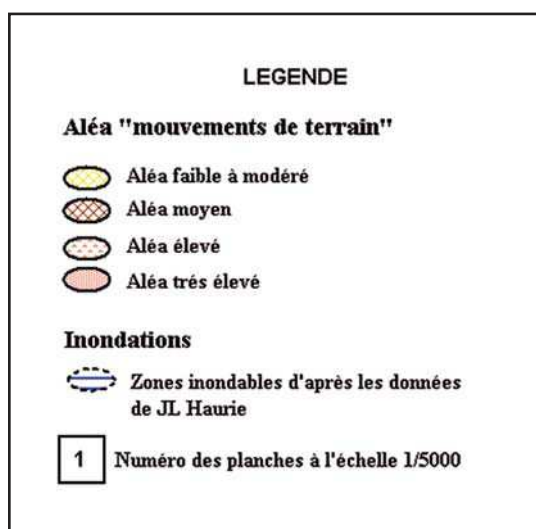 LEGENDE
Aléa "mouvements de terrain"
Aléa faible à modéré
Aléa moyen
Aléa élevé
Aléa trés élevé
Inondations
Zones inondables d'après les données
de JL Haurie
1 Numéro des planches à l'échelle 1/5000